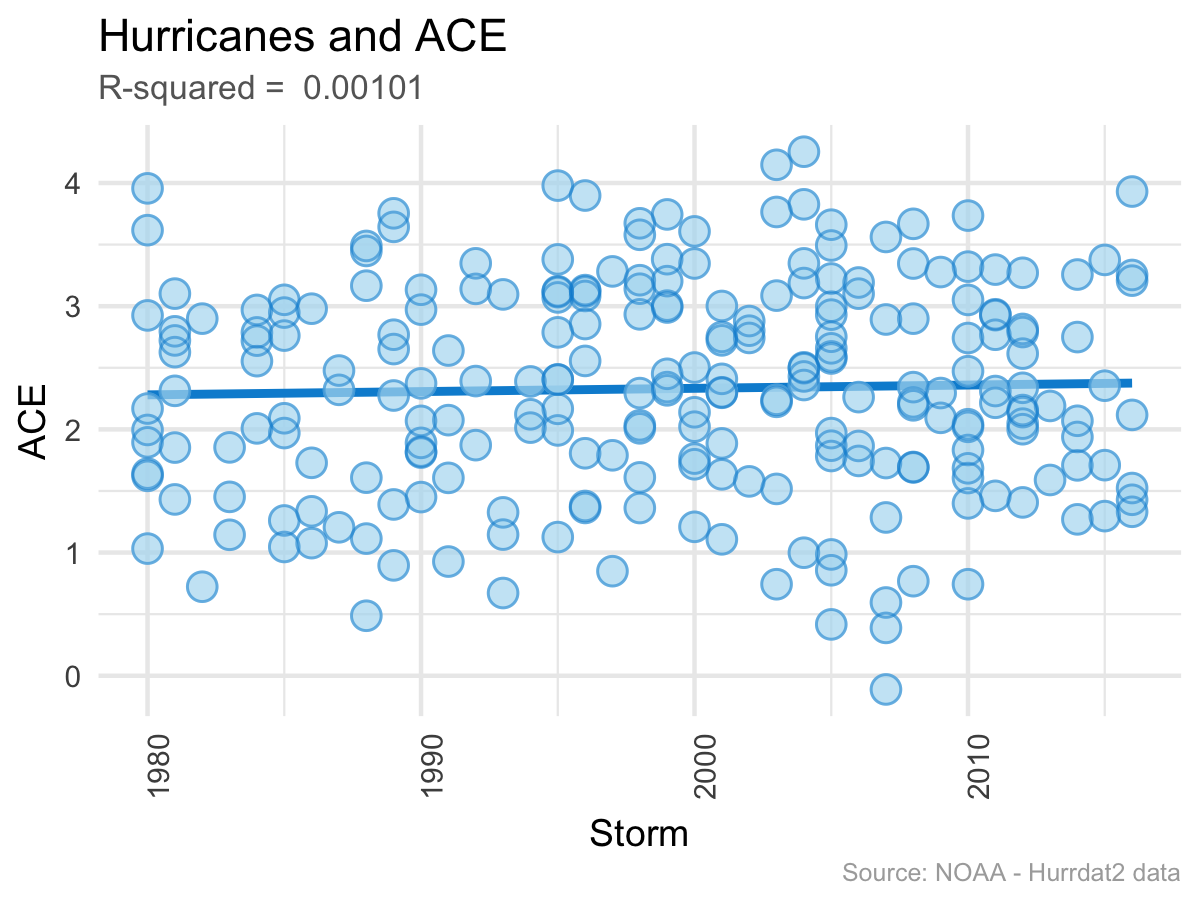 Hurricanes and ACE
R-squared =  0.00101
ACE
4
3
2
1
0
1980
1990
2000
2010
Storm
Source: NOAA - Hurrdat2 data